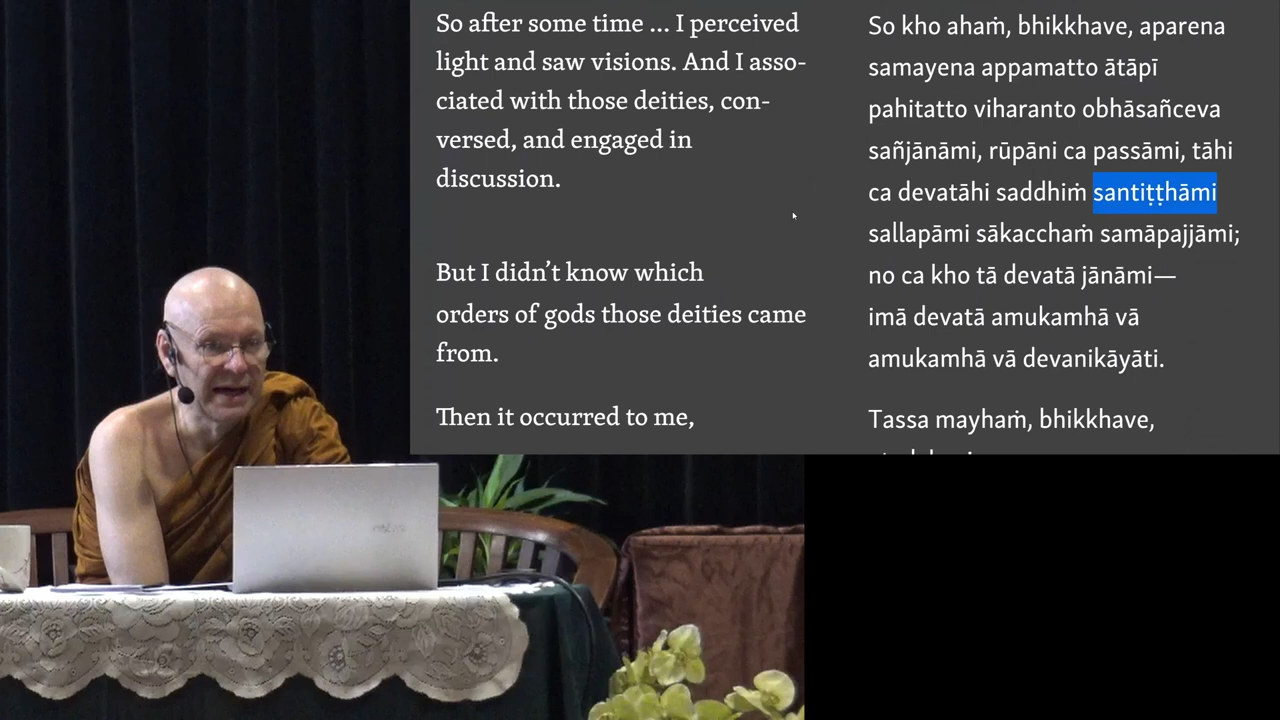 So after some time … I perceived
light and saw visions. And I asso-
ciated with those deities, con-
versed, and engaged in
discussion.
But I didn’t know which
orders of gods those deities came
from.
Then it occurred to me,
So kho ahaṁ, bhikkhave, aparena
samayena appamatto ātāpī
pahitatto viharanto obhāsañceva
sañjānāmi, rūpāni ca passāmi, tāhi
ca devatāhi saddhiṁ santiṭṭhāmi
sallapāmi sākacchaṁ samāpajjāmi;
no ca kho tā devatā jānāmi—
imā devatā amukamhā vā
amukamhā vā devanikāyāti.
Tassa mayhaṁ, bhikkhave,